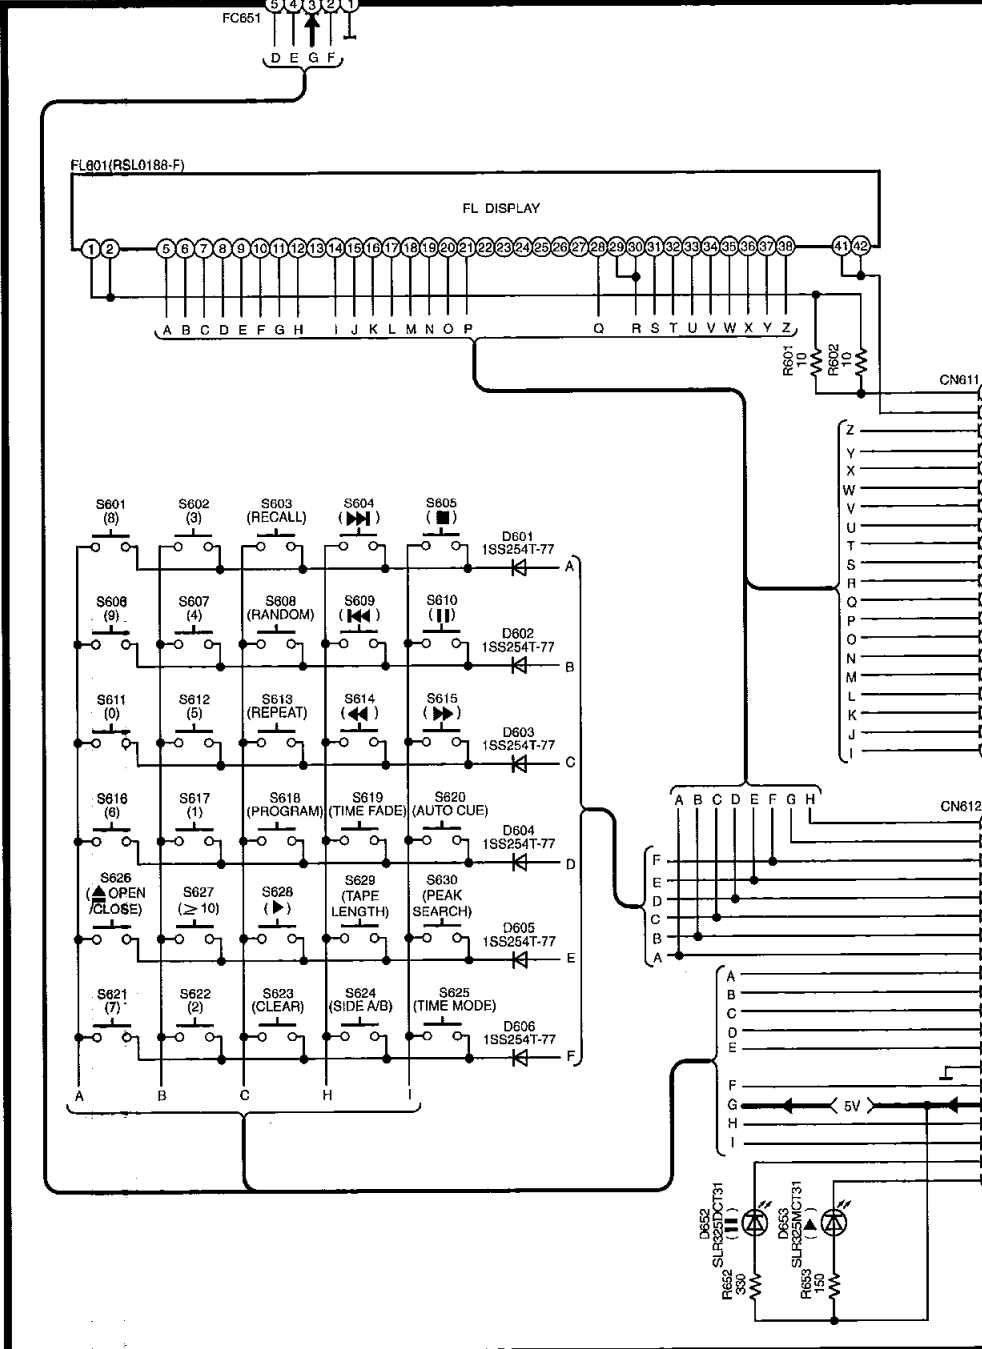 5 4 3 2 1
FC651
D E G F
FL601(RSL0188-F)
FL DISPLAY
1 2 5 6 7 8 9 10 11 12 13 14 15 16 17 18 19 20 21 22 23 24 25 26 27 28 29 30 31 32 33 34 35 36 37 38 41 42
A B C D E F G H I J K L M N O P Q R S T U V W X Y Z
R601
10
R602
10
CN611
Z
Y
X
W
V
U
T
S
R
Q
P
O
N
M
L
K
J
I
S601 S602 S603 S604 S605
(8) (3) (RECALL) (⏭) (■)
D601
1SS254T-77
A
S606 S607 S608 S609 S610
(9) (4) (RANDOM) (⏮) (⏸)
D602
1SS254T-77
B
S611 S612 S613 S614 S615
(0) (5) (REPEAT) (◀◀) (▶▶)
D603
1SS254T-77
C
S616 S617 S618 S619 S620
(6) (1) (PROGRAM) (TIME FADE) (AUTO CUE)
D604
1SS254T-77
D
S626 S627 S628 S629 S630
(⏏ OPEN
/CLOSE) (≥10) (▶) (TAPE LENGTH) (PEAK SEARCH)
D605
1SS254T-77
E
S621 S622 S623 S624 S625
(7) (2) (CLEAR) (SIDE A/B) (TIME MODE)
D606
1SS254T-77
F
A B C H I
A B C D E F G H
CN612
F
E
D
C
B
A
A
B
C
D
E
F
G 5V
H
I
D652
SLR325DCT31
(⏸)
R652
330
D653
SLR325MCT31
(▶)
R653
150